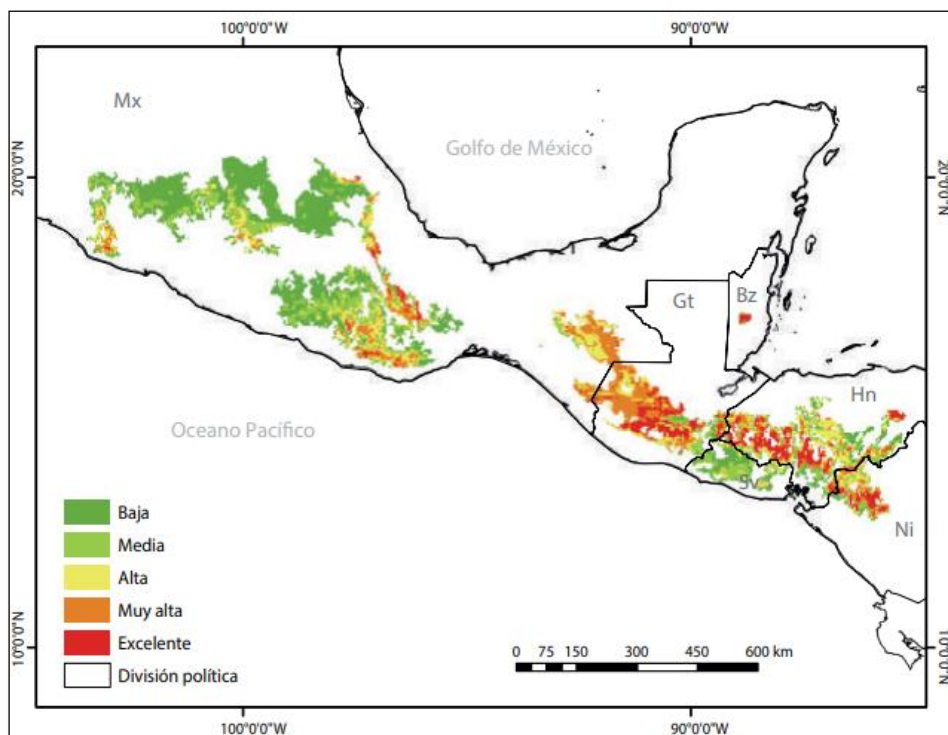 100°0'0"W 90°0'0"W
Mx
Golfo de México
20°0'0"N 20°0'0"N
Gt Bz
Hn
Oceano Pacífico
Sv
Ni
Baja
Media
Alta
Muy alta
Excelente
División política
0 75 150 300 450 600 km
10°0'0"N 10°0'0"N
100°0'0"W 90°0'0"W